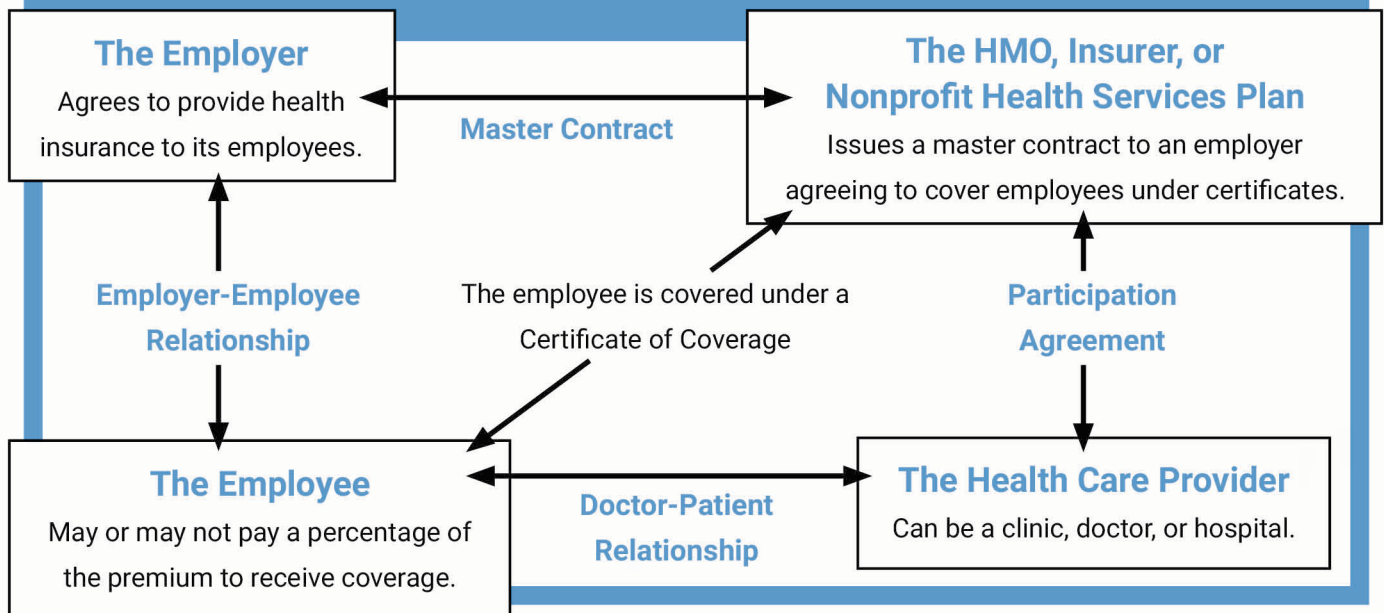 The Employer
Agrees to provide health
insurance to its employees.
Master Contract
The HMO, Insurer, or
Nonprofit Health Services Plan
Issues a master contract to an employer
agreeing to cover employees under certificates.
Employer-Employee
Relationship
The employee is covered under a
Certificate of Coverage
Participation
Agreement
The Employee
May or may not pay a percentage of
the premium to receive coverage.
Doctor-Patient
Relationship
The Health Care Provider
Can be a clinic, doctor, or hospital.